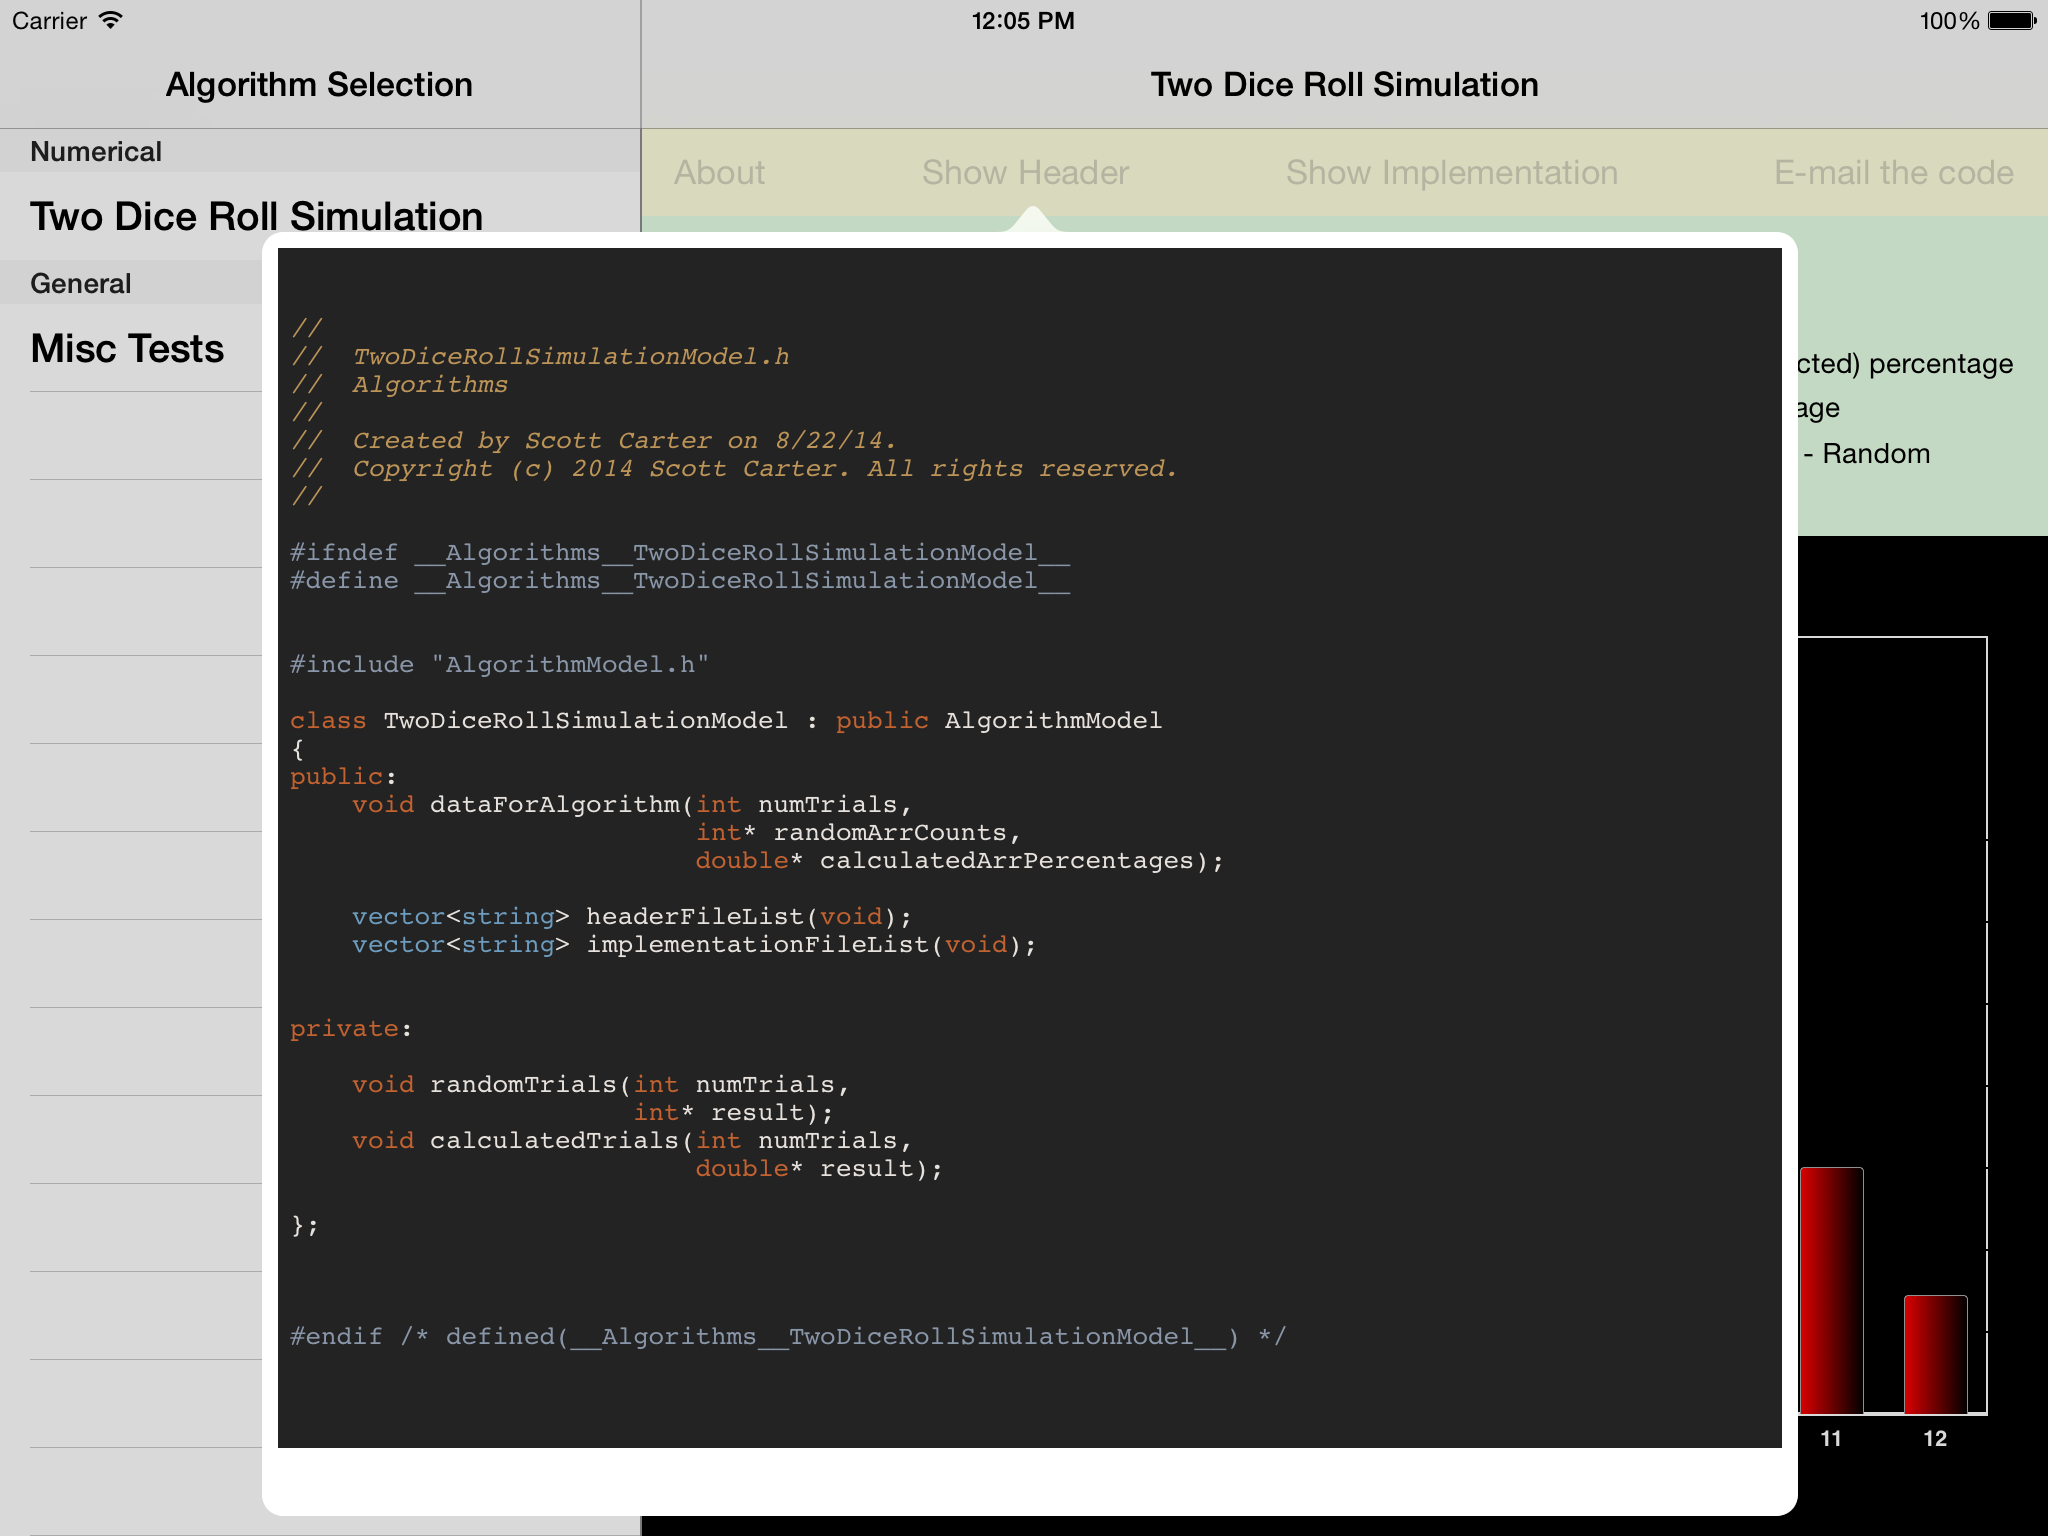 Carrier
12:05 PM
100%
Algorithm Selection
Two Dice Roll Simulation
Numerical
Two Dice Roll Simulation
General
Misc Tests
About
Show Header
Show Implementation
E-mail the code
//
//  TwoDiceRollSimulationModel.h
//  Algorithms
//
//  Created by Scott Carter on 8/22/14.
//  Copyright (c) 2014 Scott Carter. All rights reserved.
//
#ifndef __Algorithms__TwoDiceRollSimulationModel__
#define __Algorithms__TwoDiceRollSimulationModel__
#include "AlgorithmModel.h"
class TwoDiceRollSimulationModel : public AlgorithmModel
{
public:
    void dataForAlgorithm(int numTrials,
                          int* randomArrCounts,
                          double* calculatedArrPercentages);
    vector<string> headerFileList(void);
    vector<string> implementationFileList(void);
private:
    void randomTrials(int numTrials,
                      int* result);
    void calculatedTrials(int numTrials,
                          double* result);
};
#endif /* defined(__Algorithms__TwoDiceRollSimulationModel__) */
cted) percentage
age
- Random
11
12